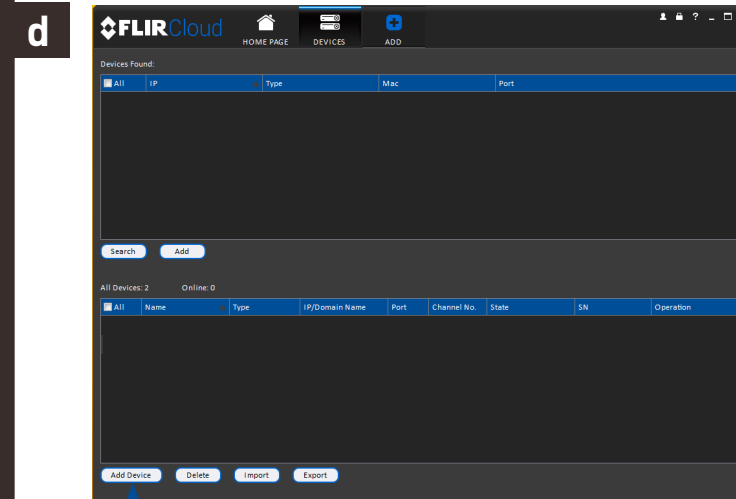 d
FLIRCloud
HOME PAGE DEVICES ADD
?
Devices Found:
All IP Type Mac Port
Search Add
All Devices: 2 Online: 0
All Name Type IP/Domain Name Port Channel No. State SN Operation
Add Device Delete Import Export